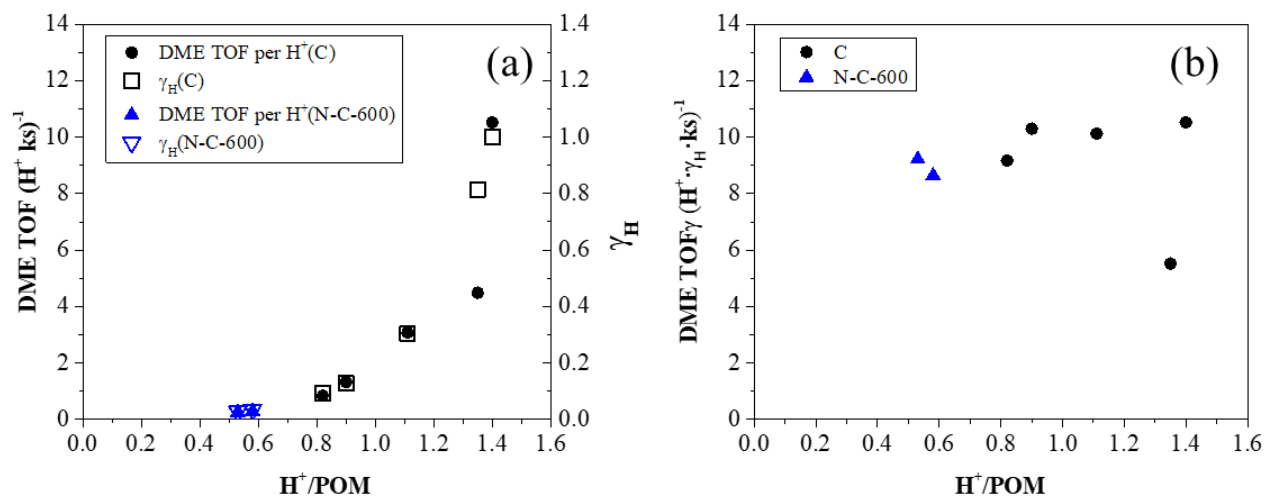 (a)
DME TOF per H⁺(C)
γ_H(C)
DME TOF per H⁺(N-C-600)
γ_H(N-C-600)
DME TOF (H⁺ ks)⁻¹
14
12
10
8
6
4
2
0
1.4
1.2
1.0
0.8
0.6
0.4
0.2
0.0
γ_H
0.0 0.2 0.4 0.6 0.8 1.0 1.2 1.4 1.6
H⁺/POM
(b)
C
N-C-600
DME TOFγ (H⁺·γ_H·ks)⁻¹
14
12
10
8
6
4
2
0
0.0 0.2 0.4 0.6 0.8 1.0 1.2 1.4 1.6
H⁺/POM